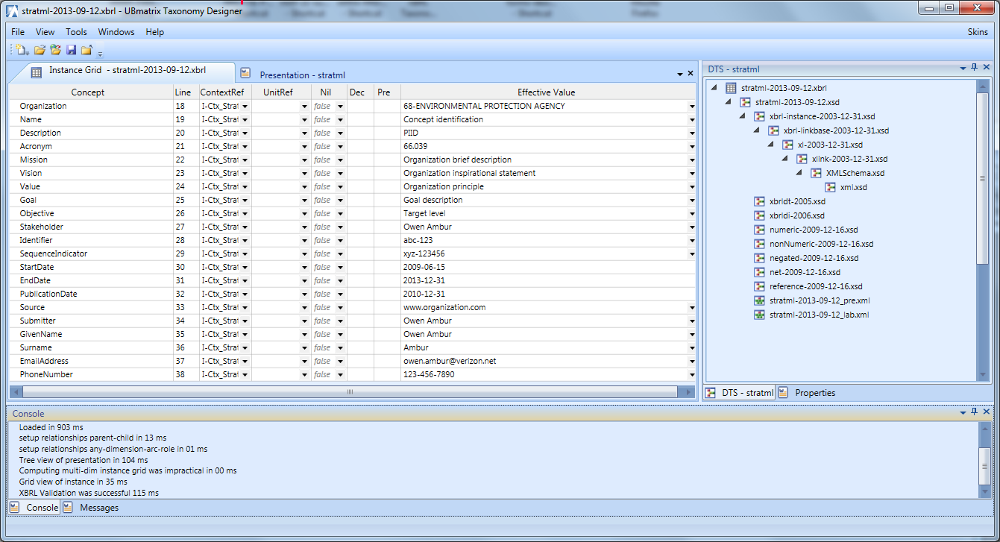 stratml-2013-09-12.xbrl - UBmatrix Taxonomy Designer
File View Tools Windows Help Skins
Instance Grid - stratml-2013-09-12.xbrl Presentation - stratml
Concept Line ContextRef UnitRef Nil Dec Pre Effective Value
Organization 18 I-Ctx_Strat false 68-ENVIRONMENTAL PROTECTION AGENCY
Name 19 I-Ctx_Strat false Concept identification
Description 20 I-Ctx_Strat false PIID
Acronym 21 I-Ctx_Strat false 66.039
Mission 22 I-Ctx_Strat false Organization brief description
Vision 23 I-Ctx_Strat false Organization inspirational statement
Value 24 I-Ctx_Strat false Organization principle
Goal 25 I-Ctx_Strat false Goal description
Objective 26 I-Ctx_Strat false Target level
Stakeholder 27 I-Ctx_Strat false Owen Ambur
Identifier 28 I-Ctx_Strat false abc-123
SequenceIndicator 29 I-Ctx_Strat false xyz-123456
StartDate 30 I-Ctx_Strat false 2009-06-15
EndDate 31 I-Ctx_Strat false 2013-12-31
PublicationDate 32 I-Ctx_Strat false 2010-12-31
Source 33 I-Ctx_Strat false www.organization.com
Submitter 34 I-Ctx_Strat false Owen Ambur
GivenName 35 I-Ctx_Strat false Owen Ambur
Surname 36 I-Ctx_Strat false Ambur
EmailAddress 37 I-Ctx_Strat false owen.ambur@verizon.net
PhoneNumber 38 I-Ctx_Strat false 123-456-7890
DTS - stratml
stratml-2013-09-12.xbrl
stratml-2013-09-12.xsd
xbrl-instance-2003-12-31.xsd
xbrl-linkbase-2003-12-31.xsd
xl-2003-12-31.xsd
xlink-2003-12-31.xsd
XMLSchema.xsd
xml.xsd
xbrldt-2005.xsd
xbrldi-2006.xsd
numeric-2009-12-16.xsd
nonNumeric-2009-12-16.xsd
negated-2009-12-16.xsd
net-2009-12-16.xsd
reference-2009-12-16.xsd
stratml-2013-09-12_pre.xml
stratml-2013-09-12_lab.xml
DTS - stratml Properties
Console
Loaded in 903 ms
setup relationships parent-child in 13 ms
setup relationships any-dimension-arc-role in 01 ms
Tree view of presentation in 104 ms
Computing multi-dim instance grid was impractical in 00 ms
Grid view of instance in 35 ms
XBRL Validation was successful 115 ms
Console Messages